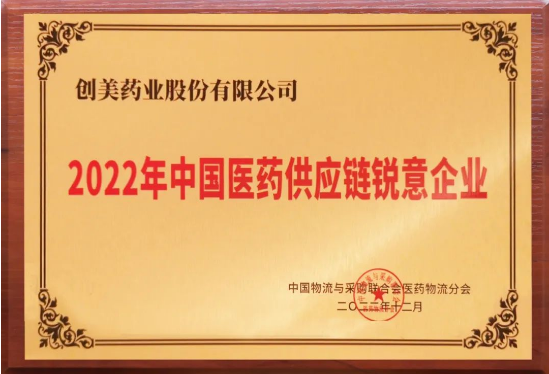 创美药业股份有限公司
2022年中国医药供应链锐意企业
中国物流与采购联合会医药物流分会
二〇二二年十二月